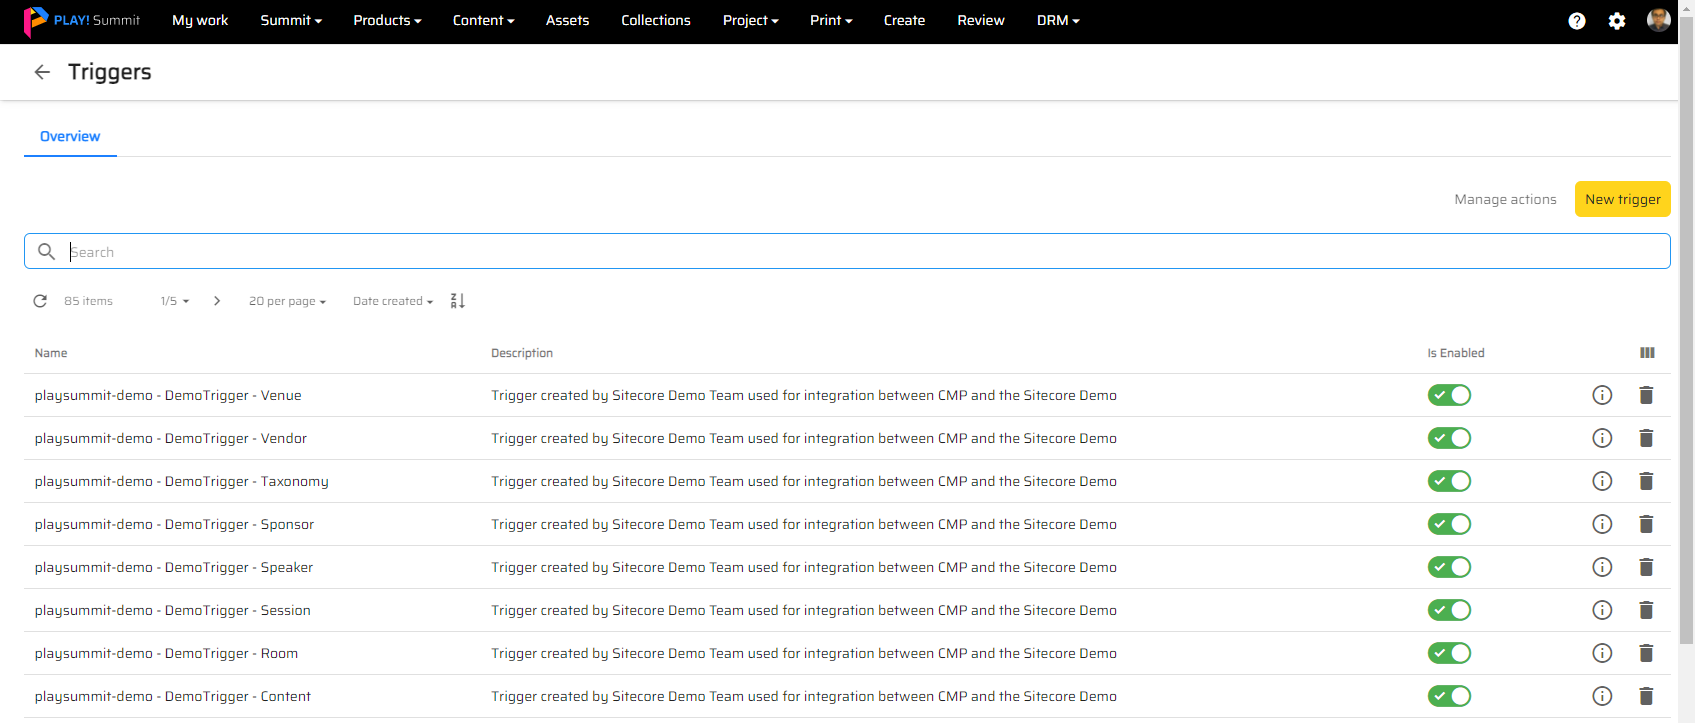 PLAY! Summit My work Summit Products Content Assets Collections Project Print Create Review DRM
Triggers
Overview
Manage actions New trigger
Search
85 items 1/5 20 per page Date created
Name Description Is Enabled
playsummit-demo - DemoTrigger - Venue Trigger created by Sitecore Demo Team used for integration between CMP and the Sitecore Demo
playsummit-demo - DemoTrigger - Vendor Trigger created by Sitecore Demo Team used for integration between CMP and the Sitecore Demo
playsummit-demo - DemoTrigger - Taxonomy Trigger created by Sitecore Demo Team used for integration between CMP and the Sitecore Demo
playsummit-demo - DemoTrigger - Sponsor Trigger created by Sitecore Demo Team used for integration between CMP and the Sitecore Demo
playsummit-demo - DemoTrigger - Speaker Trigger created by Sitecore Demo Team used for integration between CMP and the Sitecore Demo
playsummit-demo - DemoTrigger - Session Trigger created by Sitecore Demo Team used for integration between CMP and the Sitecore Demo
playsummit-demo - DemoTrigger - Room Trigger created by Sitecore Demo Team used for integration between CMP and the Sitecore Demo
playsummit-demo - DemoTrigger - Content Trigger created by Sitecore Demo Team used for integration between CMP and the Sitecore Demo